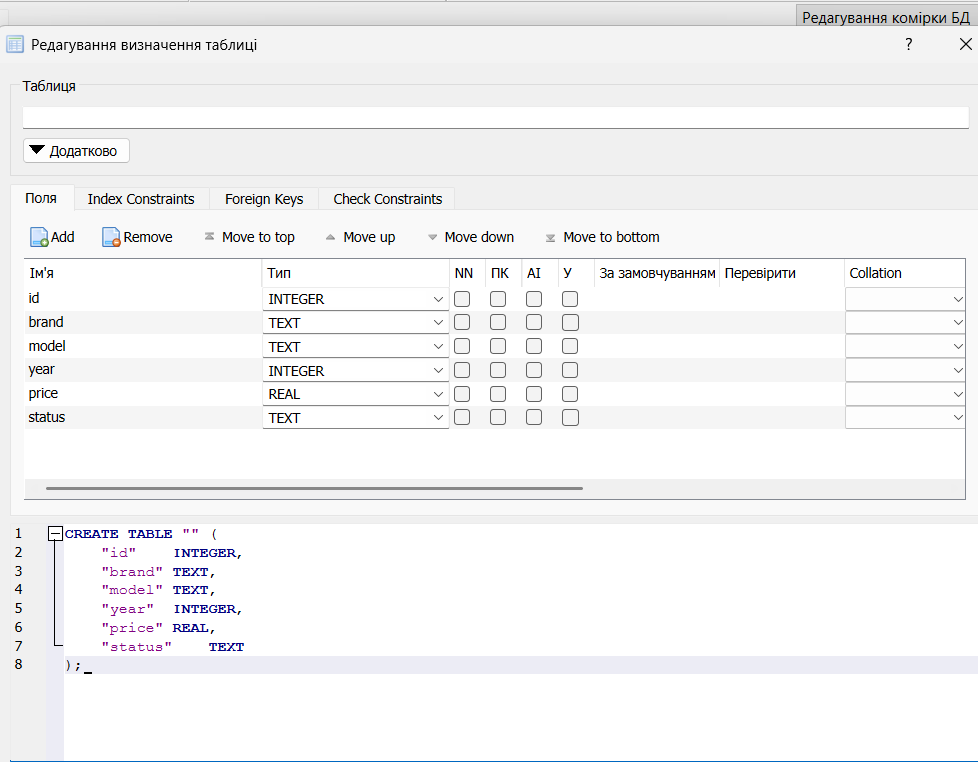 Редагування комірки БД
Редагування визначення таблиці
?
Таблиця
Додатково
Поля Index Constraints Foreign Keys Check Constraints
Add Remove Move to top Move up Move down Move to bottom
Ім'я Тип NN ПК АІ У За замовчуванням Перевірити Collation
id INTEGER
brand TEXT
model TEXT
year INTEGER
price REAL
status TEXT
1 CREATE TABLE "" (
2 "id" INTEGER,
3 "brand" TEXT,
4 "model" TEXT,
5 "year" INTEGER,
6 "price" REAL,
7 "status" TEXT
8 );